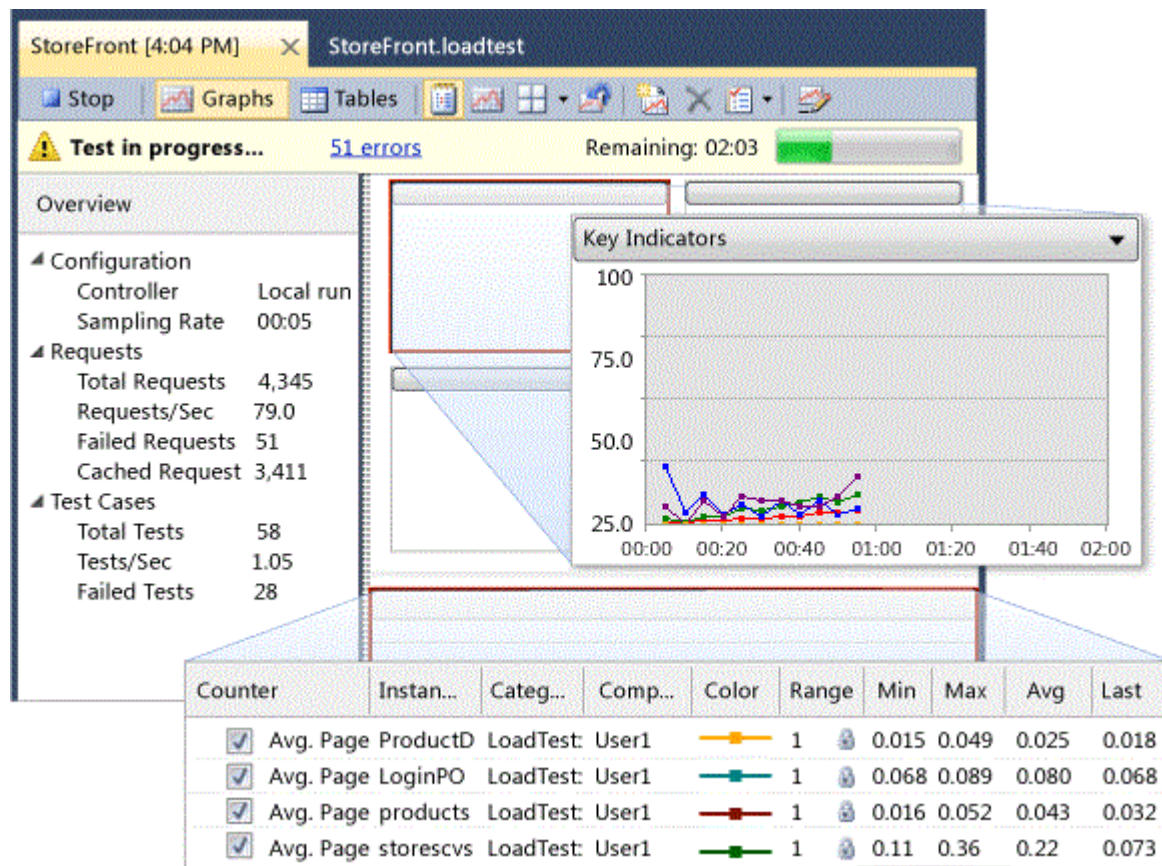 StoreFront [4:04 PM] StoreFront.loadtest
Stop Graphs Tables
Test in progress... 51 errors Remaining: 02:03
Overview
Configuration
Controller Local run
Sampling Rate 00:05
Requests
Total Requests 4,345
Requests/Sec 79.0
Failed Requests 51
Cached Request 3,411
Test Cases
Total Tests 58
Tests/Sec 1.05
Failed Tests 28
Key Indicators
100
75.0
50.0
25.0
00:00 00:20 00:40 01:00 01:20 01:40 02:00
Counter Instan... Categ... Comp... Color Range Min Max Avg Last
Avg. Page ProductD LoadTest: User1 1 0.015 0.049 0.025 0.018
Avg. Page LoginPO LoadTest: User1 1 0.068 0.089 0.080 0.068
Avg. Page products LoadTest: User1 1 0.016 0.052 0.043 0.032
Avg. Page storescvs LoadTest: User1 1 0.11 0.36 0.22 0.073